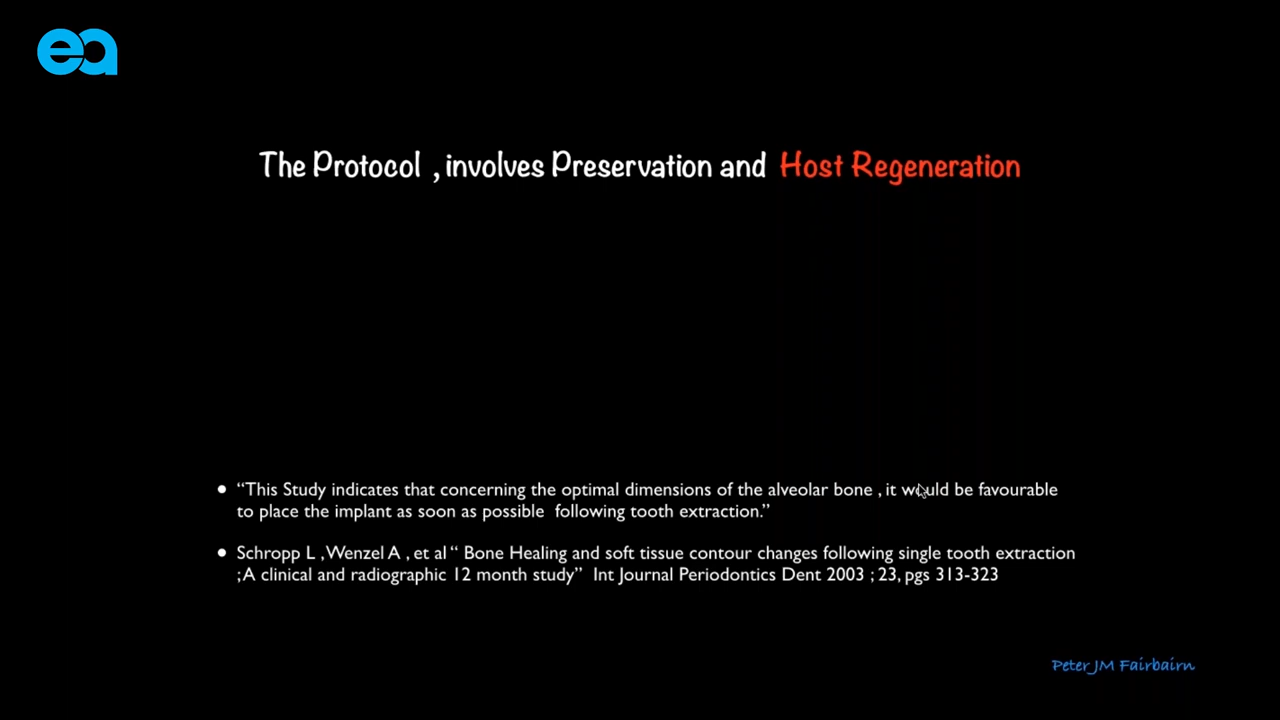 ea
The Protocol , involves Preservation and Host Regeneration
• “This Study indicates that concerning the optimal dimensions of the alveolar bone , it would be favourable
to place the implant as soon as possible following tooth extraction.”
• Schropp L , Wenzel A , et al “ Bone Healing and soft tissue contour changes following single tooth extraction
; A clinical and radiographic 12 month study” Int Journal Periodontics Dent 2003 ; 23, pgs 313-323
Peter JM Fairbairn